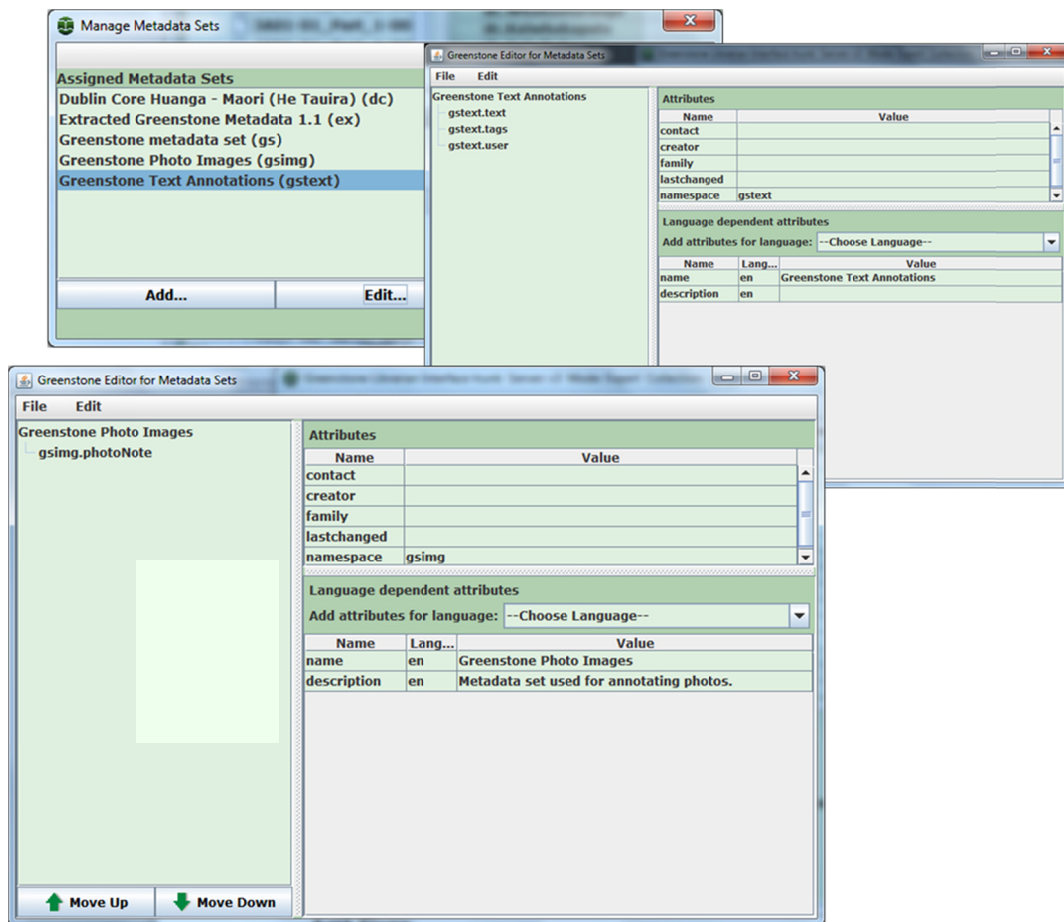 Manage Metadata Sets
Assigned Metadata Sets
Dublin Core Huanga - Maori (He Tauira) (dc)
Extracted Greenstone Metadata 1.1 (ex)
Greenstone metadata set (gs)
Greenstone Photo Images (gsimg)
Greenstone Text Annotations (gstext)
Add...
Edit...
Greenstone Editor for Metadata Sets
File Edit
Greenstone Text Annotations
gstext.text
gstext.tags
gstext.user
Attributes
Name Value
contact
creator
family
lastchanged
namespace gstext
Language dependent attributes
Add attributes for language: --Choose Language--
Name Lang... Value
name en Greenstone Text Annotations
description en
Greenstone Editor for Metadata Sets
File Edit
Greenstone Photo Images
gsimg.photoNote
Attributes
Name Value
contact
creator
family
lastchanged
namespace gsimg
Language dependent attributes
Add attributes for language: --Choose Language--
Name Lang... Value
name en Greenstone Photo Images
description en Metadata set used for annotating photos.
Move Up
Move Down